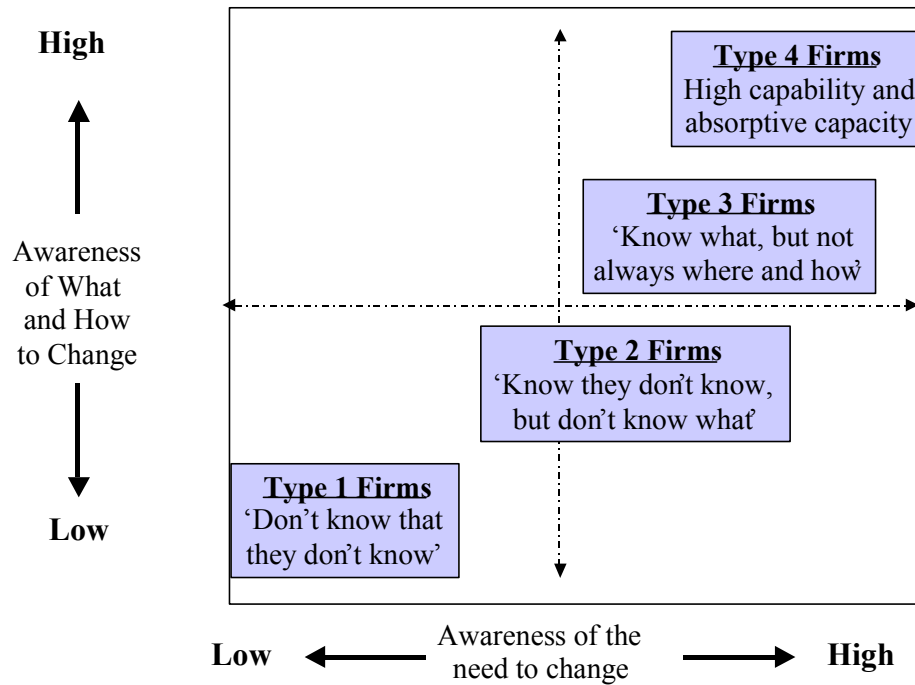 High
Type 4 Firms
High capability and
absorptive capacity
Type 3 Firms
‘Know what, but not
always where and how’
Awareness
of What
and How
to Change
Type 2 Firms
‘Know they don’t know,
but don’t know what’
Type 1 Firms
‘Don’t know that
they don’t know’
Low
Low
Awareness of the
need to change
High